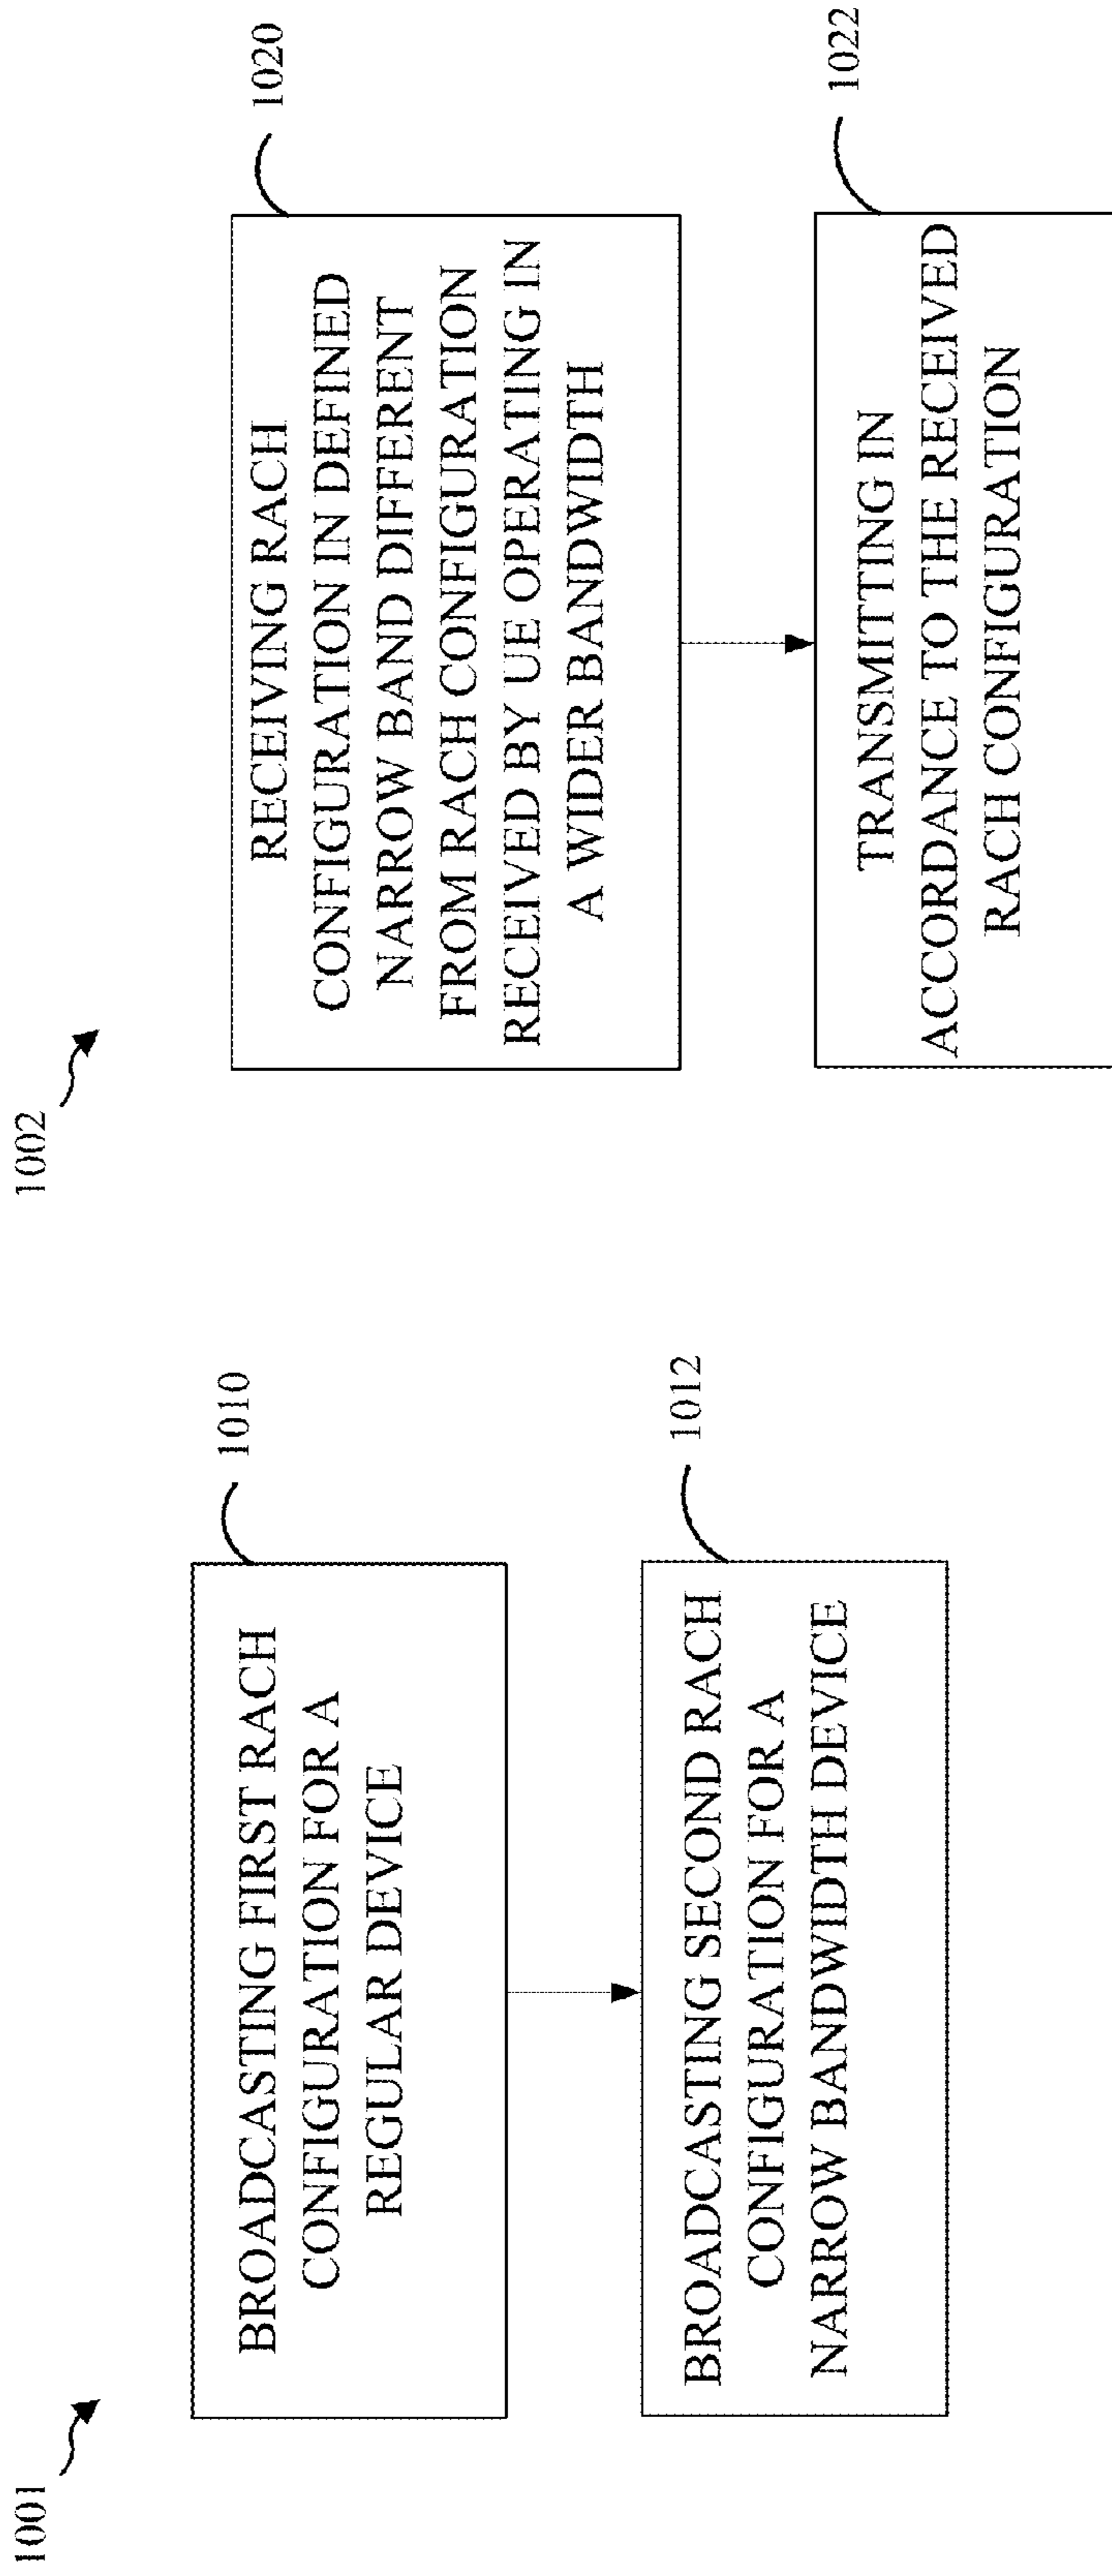 1001
BROADCASTING FIRST RACH
CONFIGURATION FOR A
REGULAR DEVICE
1010
BROADCASTING SECOND RACH
CONFIGURATION FOR A
NARROW BANDWIDTH DEVICE
1012
1002
RECEIVING RACH
CONFIGURATION IN DEFINED
NARROW BAND DIFFERENT
FROM RACH CONFIGURATION
RECEIVED BY UE OPERATING IN
A WIDER BANDWIDTH
1020
TRANSMITTING IN
ACCORDANCE TO THE RECEIVED
RACH CONFIGURATION
1022